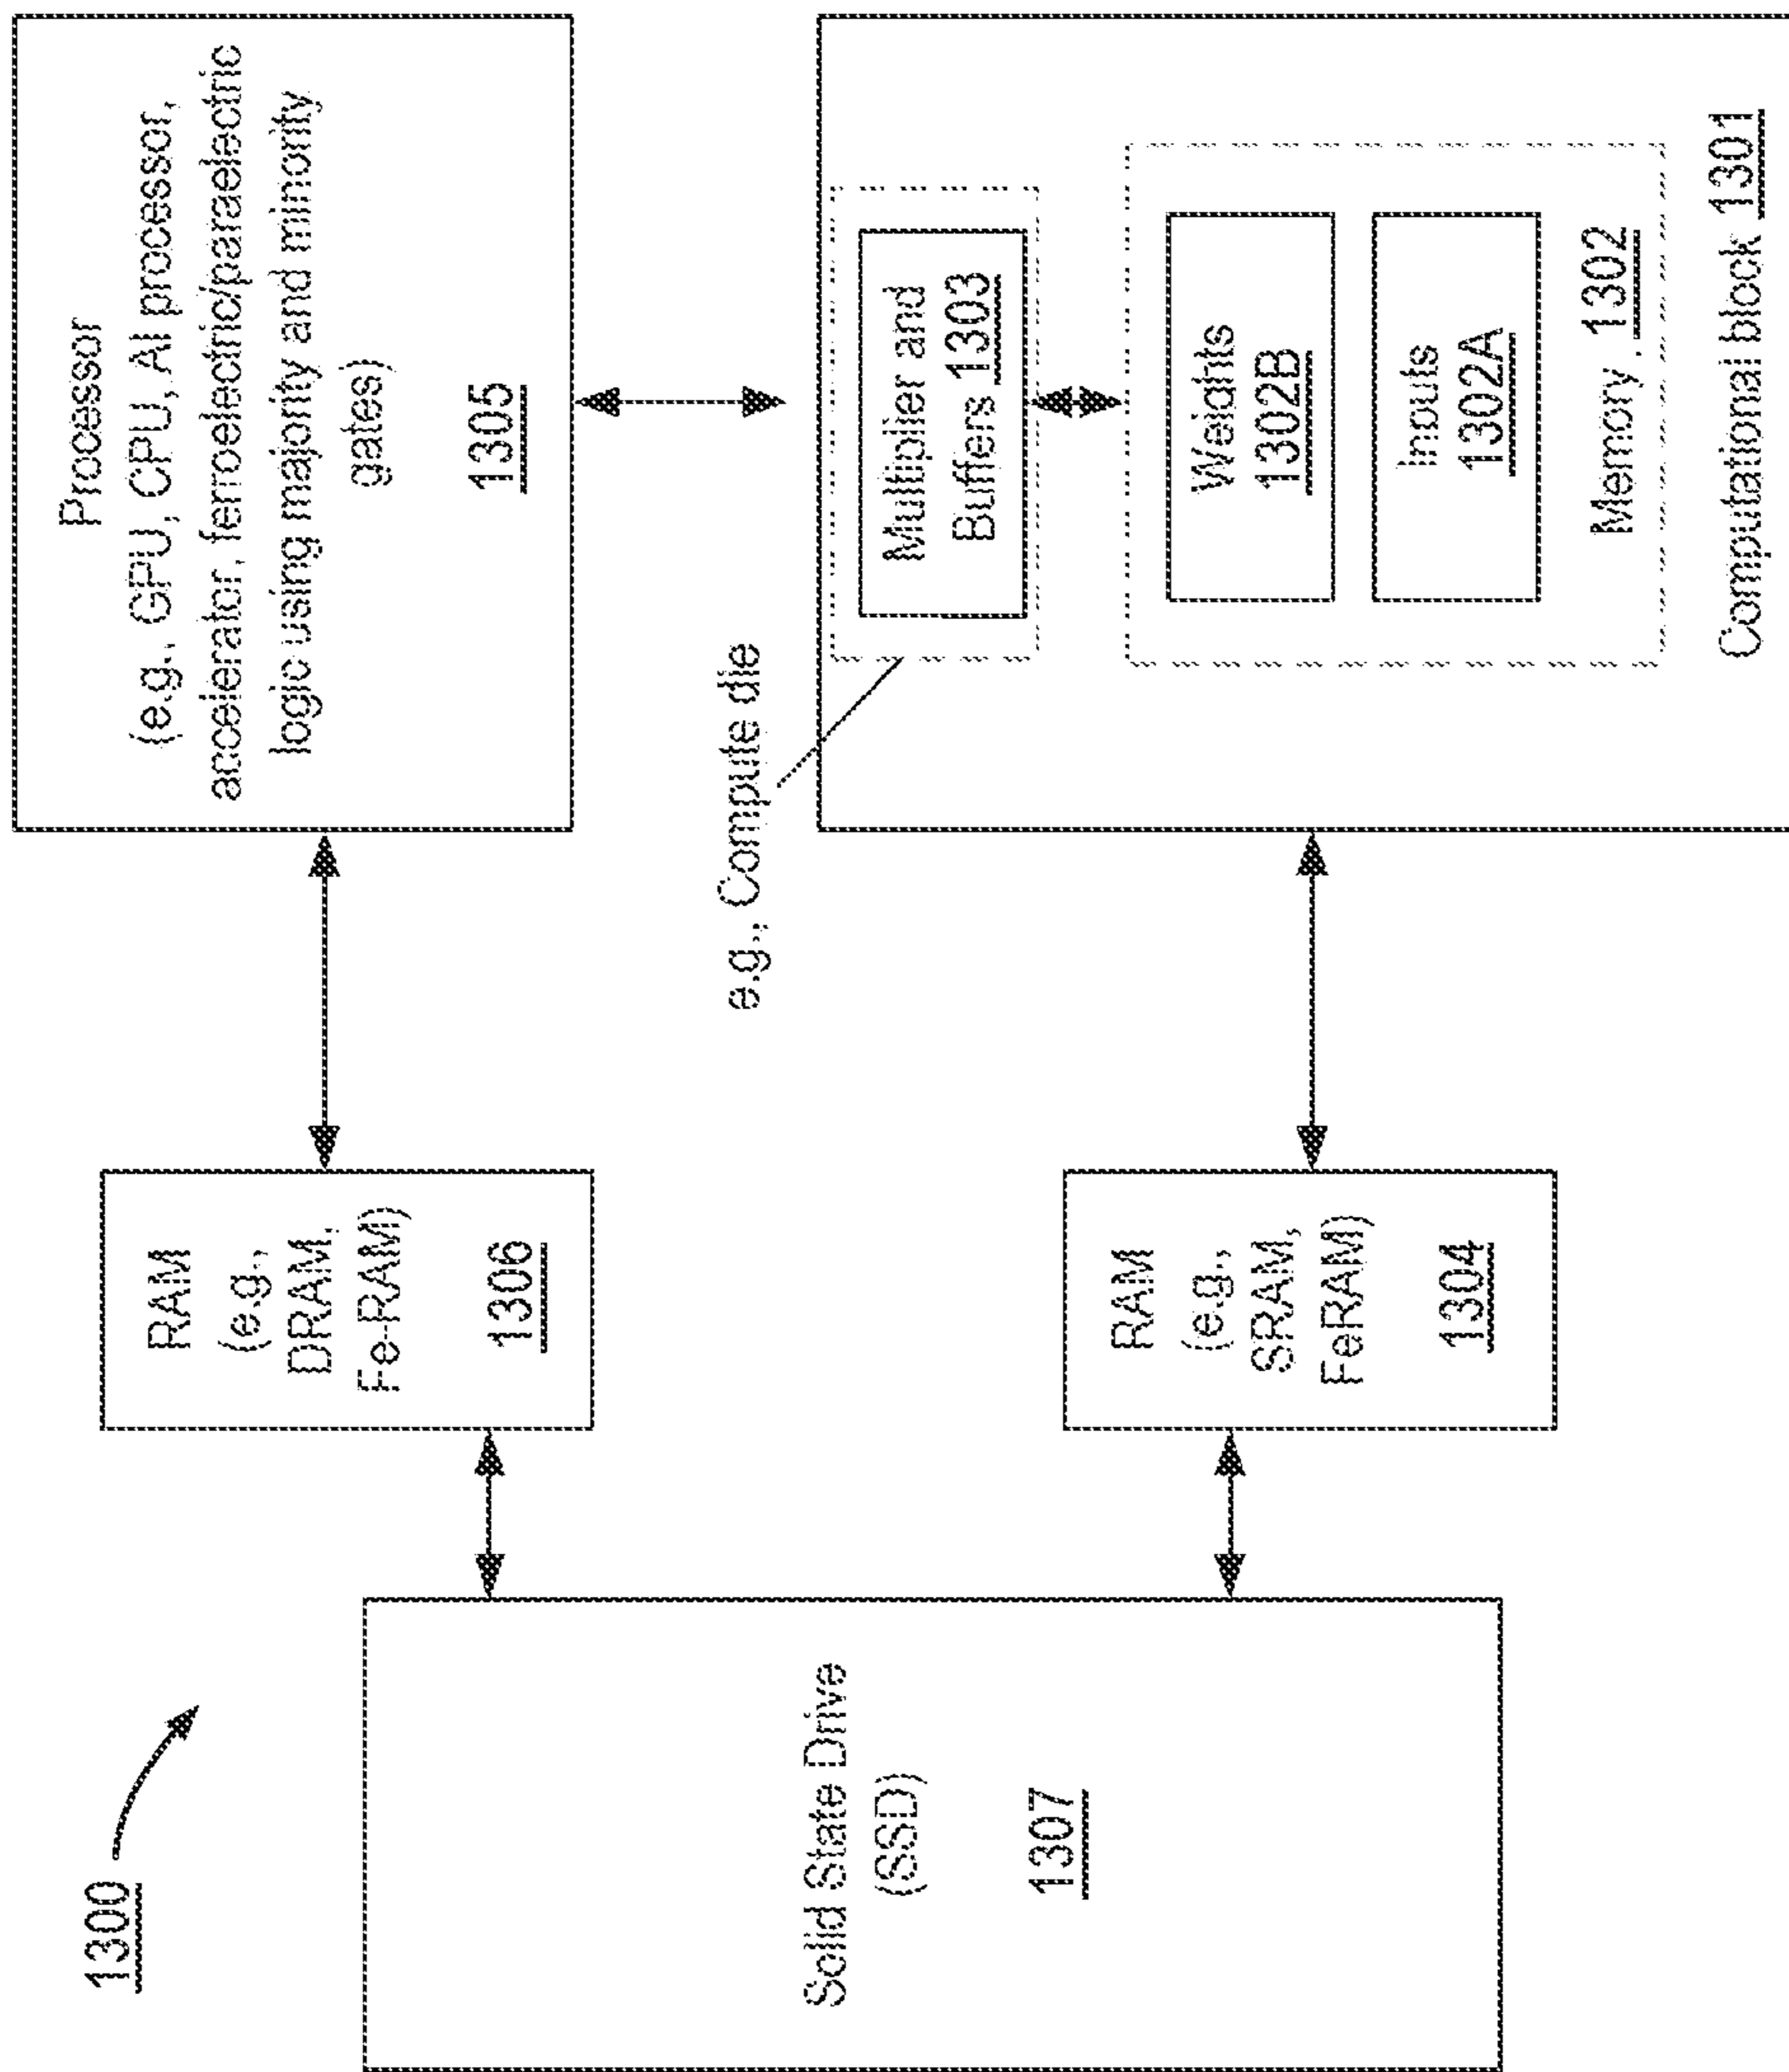 1300
Solid State Drive
(SSD)
1307
RAM
(e.g.,
DRAM,
Fe-RAM)
1306
RAM
(e.g.,
SRAM,
FeRAM)
1304
Processor
(e.g., GPU, CPU, AI processor,
accelerator, ferroelectric/paraelectric
logic using majority and minority
gates)
1305
e.g., Compute die
Multiplier and
Buffers 1303
Weights
1302B
Inputs
1302A
Memory, 1302
Computational block 1301